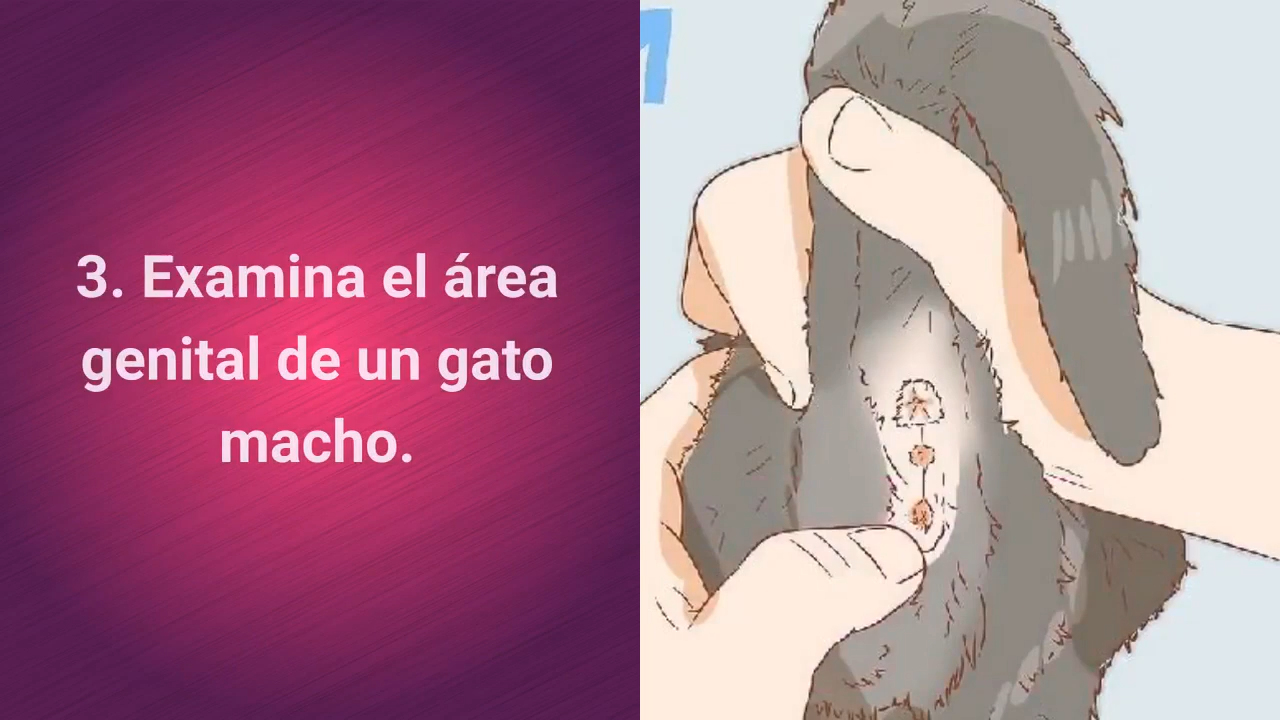 3. Examina el área
genital de un gato
macho.